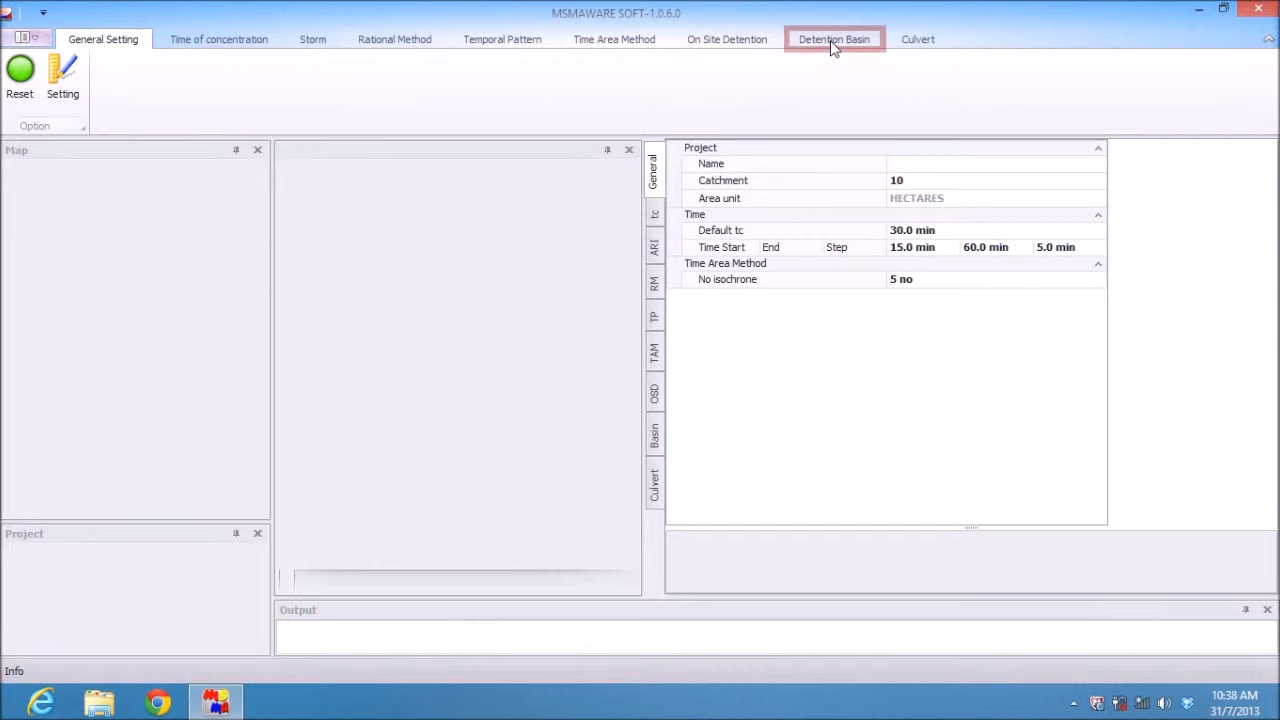 MSMAWARE SOFT-1.0.6.0
General Setting Time of concentration Storm Rational Method Temporal Pattern Time Area Method On Site Detention Detention Basin Culvert
Reset Setting
Option
Map
Project
General
tc
ARI
RM
TP
TAM
OSD
Basin
Culvert
Project
Name
Catchment 10
Area unit HECTARES
Time
Default tc 30.0 min
Time Start End Step 15.0 min 60.0 min 5.0 min
Time Area Method
No isochrone 5 no
Output
Info
10:38 AM
31/7/2013